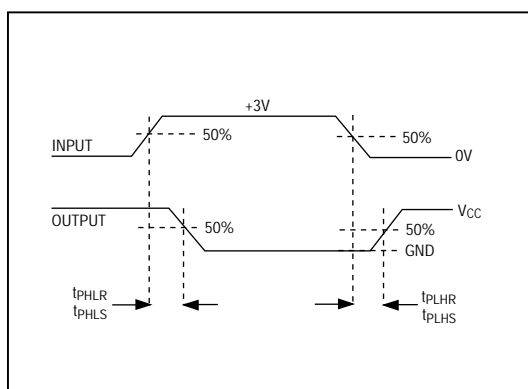 +3V
50%
50%
INPUT
0V
OUTPUT
VCC
50%
50%
GND
tPHLR
tPHLS
tPLHR
tPLHS